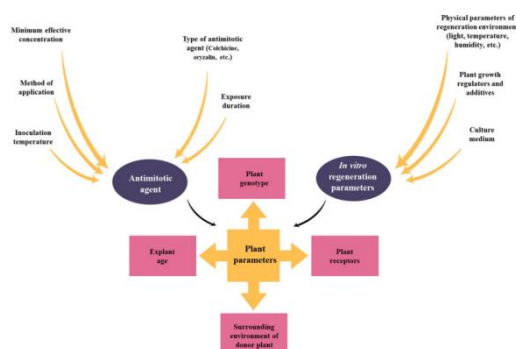 Minimum effective
concentration
Method of
application
Inoculation
temperature
Type of antimitotic
agent (Colchicine,
oryzalin, etc.)
Exposure
duration
Physical parameters of
regeneration environmen
(light, temperature,
humidity, etc.)
Plant growth
regulators and
additives
Culture
medium
Antimitotic
agent
In vitro
regeneration
parameters
Plant
genotype
Explant
age
Plant
parameters
Plant
receptors
Surrounding
environment of
donor plant